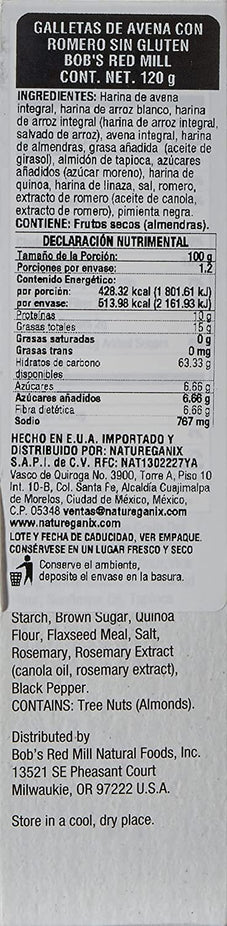 GALLETAS DE AVENA CON
ROMERO SIN GLUTEN
BOB'S RED MILL
CONT. NET. 120 g
INGREDIENTES: Harina de avena
integral, harina de arroz blanco, harina
de arroz integral (harina de arroz integral,
salvado de arroz), avena integral, harina
de almendras, grasa añadida (aceite de
girasol), almidón de tapioca, azúcares
añadidos (azúcar moreno), harina de
quinoa, harina de linaza, sal, romero,
extracto de romero (aceite de canola,
extracto de romero), pimienta negra.
CONTIENE: Frutos secos (almendras).
DECLARACIÓN NUTRIMENTAL
Tamaño de la Porción: 100 g
Porciones por envase: 1.2
Contenido Energético:
por porción: 428.32 kcal (1 801.61 kJ)
por envase: 513.98 kcal (2 161.93 kJ)
Proteínas 10 g
Grasas totales 15 g
Grasas saturadas 0 g
Grasas trans 0 mg
Hidratos de carbono 63.33 g
disponibles
Azúcares 6.66 g
Azúcares añadidos 6.66 g
Fibra dietética 6.66 g
Sodio 767 mg
HECHO EN E.U.A. IMPORTADO Y
DISTRIBUIDO POR: NATUREGANIX
S.A.P.I. de C.V. RFC: NAT1302227YA
Vasco de Quiroga No. 3900, Torre A, Piso 10
Int. 10-B, Col. Santa Fe, Alcaldía Cuajimalpa
de Morelos, Ciudad de México, México,
C.P. 05348 ventas@natureganix.com
www.natureganix.com
LOTE Y FECHA DE CADUCIDAD, VER EMPAQUE.
CONSÉRVESE EN UN LUGAR FRESCO Y SECO
Conserve el ambiente,
deposite el envase en la basura.
Starch, Brown Sugar, Quinoa
Flour, Flaxseed Meal, Salt,
Rosemary, Rosemary Extract
(canola oil, rosemary extract),
Black Pepper.
CONTAINS: Tree Nuts (Almonds).
Distributed by
Bob's Red Mill Natural Foods, Inc.
13521 SE Pheasant Court
Milwaukie, OR 97222 U.S.A.
Store in a cool, dry place.